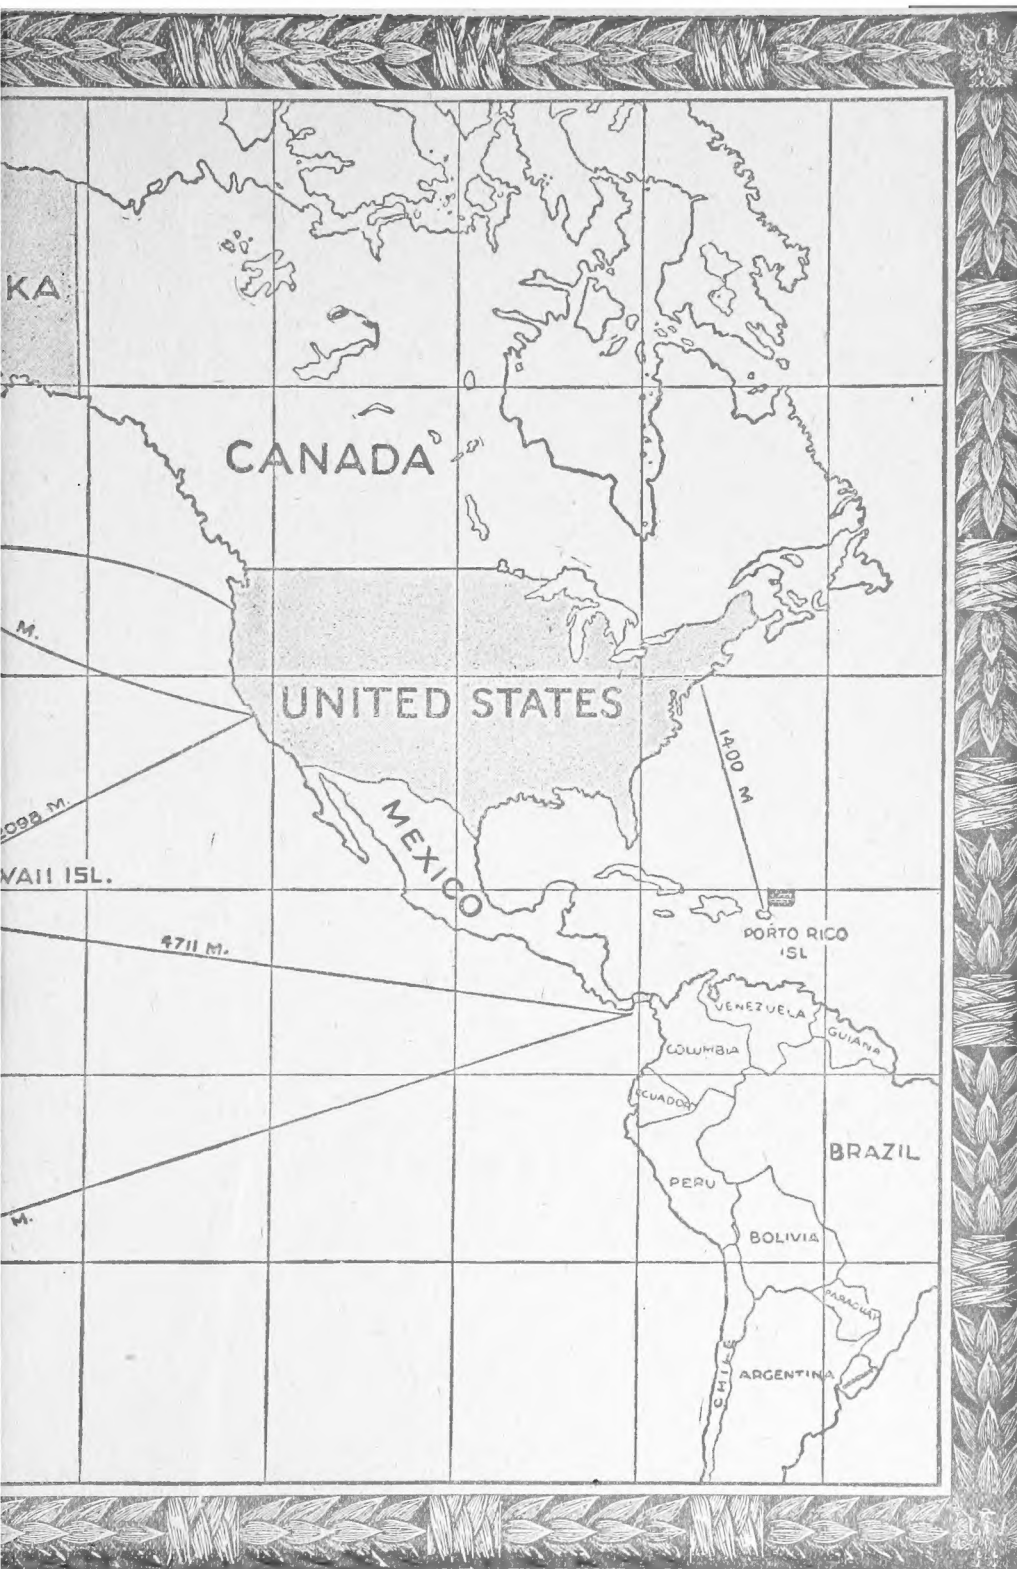 KA
CANADA
M.
UNITED STATES
1400 M
2098 M.
MEXICO
WAII ISL.
PORTO RICO
ISL
4711 M.
VENEZUELA
GUIANA
COLUMBIA
ECUADOR
BRAZIL
PERU
M.
BOLIVIA
PARAGUAY
CHILE
ARGENTINA